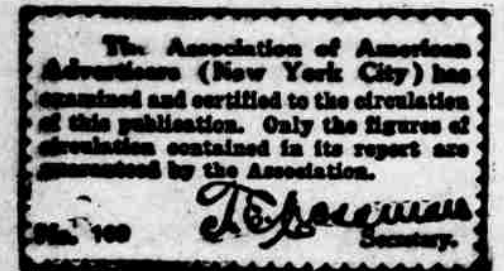 The Association of American
Advertisers (New York City) has
examined and certified to the circulation
of this publication. Only the figures of
circulation contained in its report are
guaranteed by the Association.
No. 169
Secretary.